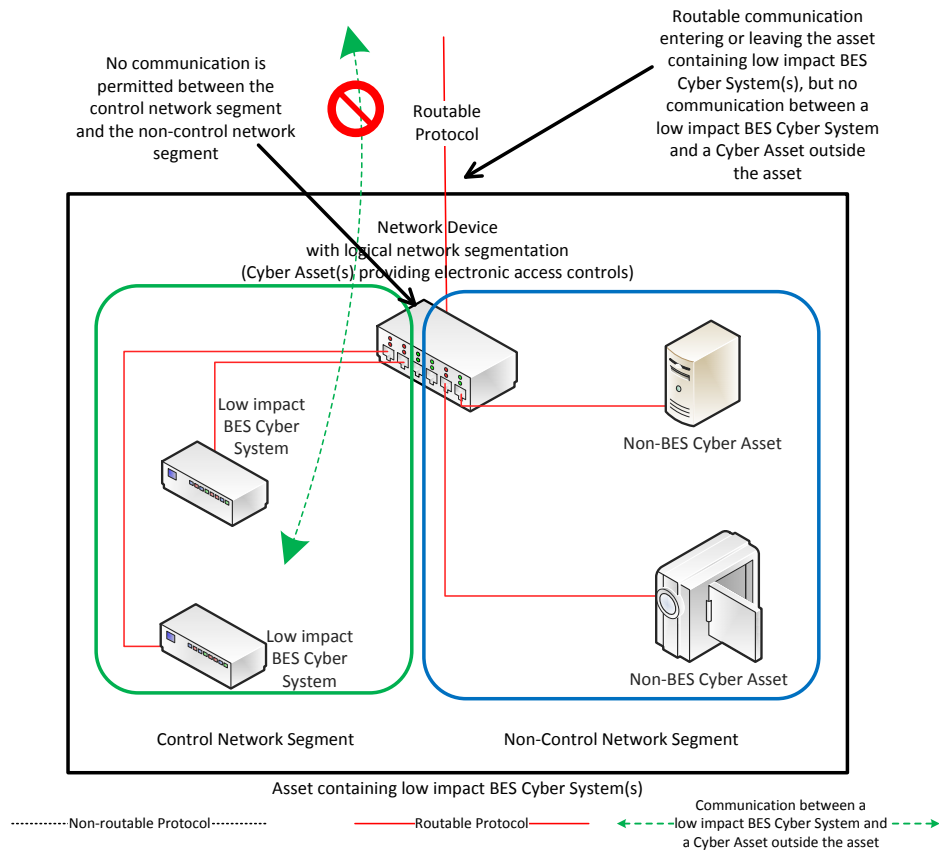 No communication is
permitted between the
control network segment
and the non-control network
segment
Routable
Protocol
Routable communication
entering or leaving the asset
containing low impact BES
Cyber System(s), but no
communication between a
low impact BES Cyber System
and a Cyber Asset outside
the asset
Network Device
with logical network segmentation
(Cyber Asset(s) providing electronic access controls)
Low impact
BES Cyber
System
Non-BES Cyber Asset
Low impact
BES Cyber
System
Non-BES Cyber Asset
Control Network Segment
Non-Control Network Segment
Asset containing low impact BES Cyber System(s)
Non-routable Protocol
Routable Protocol
Communication between a
low impact BES Cyber System and
a Cyber Asset outside the asset